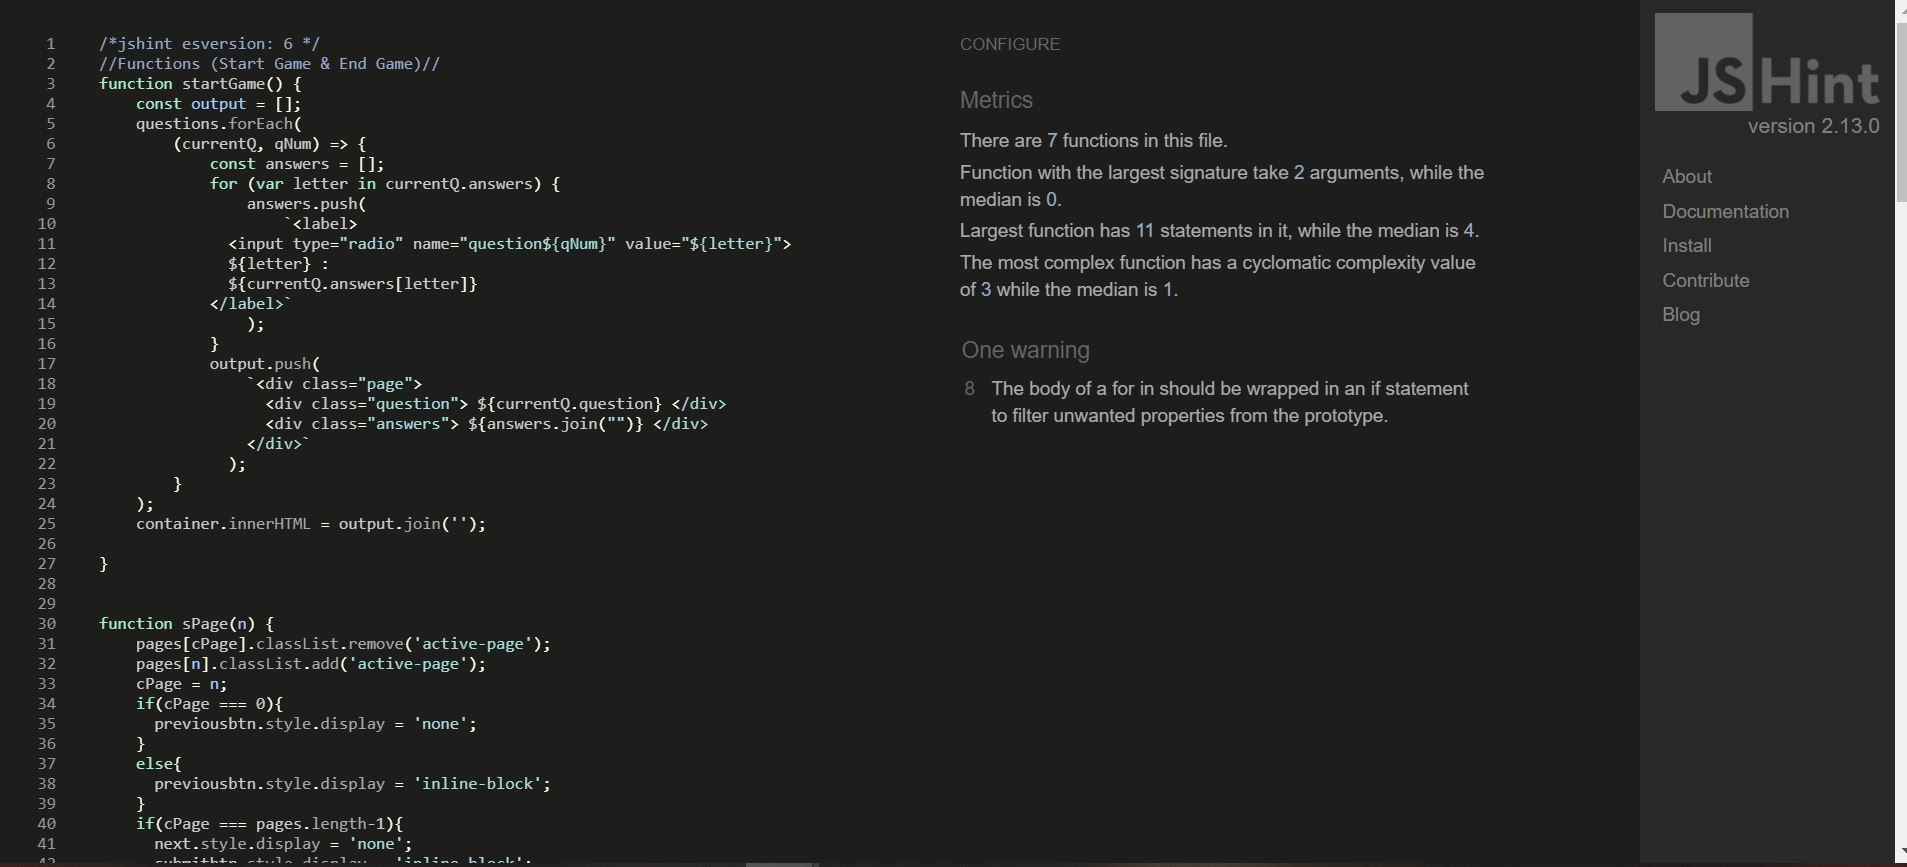 1 /*jshint esversion: 6 */
2 //Functions (Start Game & End Game)//
3 function startGame() {
4 const output = [];
5 questions.forEach(
6 (currentQ, qNum) => {
7 const answers = [];
8 for (var letter in currentQ.answers) {
9 answers.push(
10 `<label>
11 <input type="radio" name="question${qNum}" value="${letter}">
12 ${letter} :
13 ${currentQ.answers[letter]}
14 </label>`
15 );
16 }
17 output.push(
18 `<div class="page">
19 <div class="question"> ${currentQ.question} </div>
20 <div class="answers"> ${answers.join("")} </div>
21 </div>`
22 );
23 }
24 );
25 container.innerHTML = output.join('');
26
27 }
28
29
30 function sPage(n) {
31 pages[cPage].classList.remove('active-page');
32 pages[n].classList.add('active-page');
33 cPage = n;
34 if(cPage === 0){
35 previousbtn.style.display = 'none';
36 }
37 else{
38 previousbtn.style.display = 'inline-block';
39 }
40 if(cPage === pages.length-1){
41 next.style.display = 'none';
42 submitbtn.style.display = 'inline-block';
CONFIGURE
Metrics
There are 7 functions in this file.
Function with the largest signature take 2 arguments, while the
median is 0.
Largest function has 11 statements in it, while the median is 4.
The most complex function has a cyclomatic complexity value
of 3 while the median is 1.
One warning
8 The body of a for in should be wrapped in an if statement
to filter unwanted properties from the prototype.
JSHint
version 2.13.0
About
Documentation
Install
Contribute
Blog